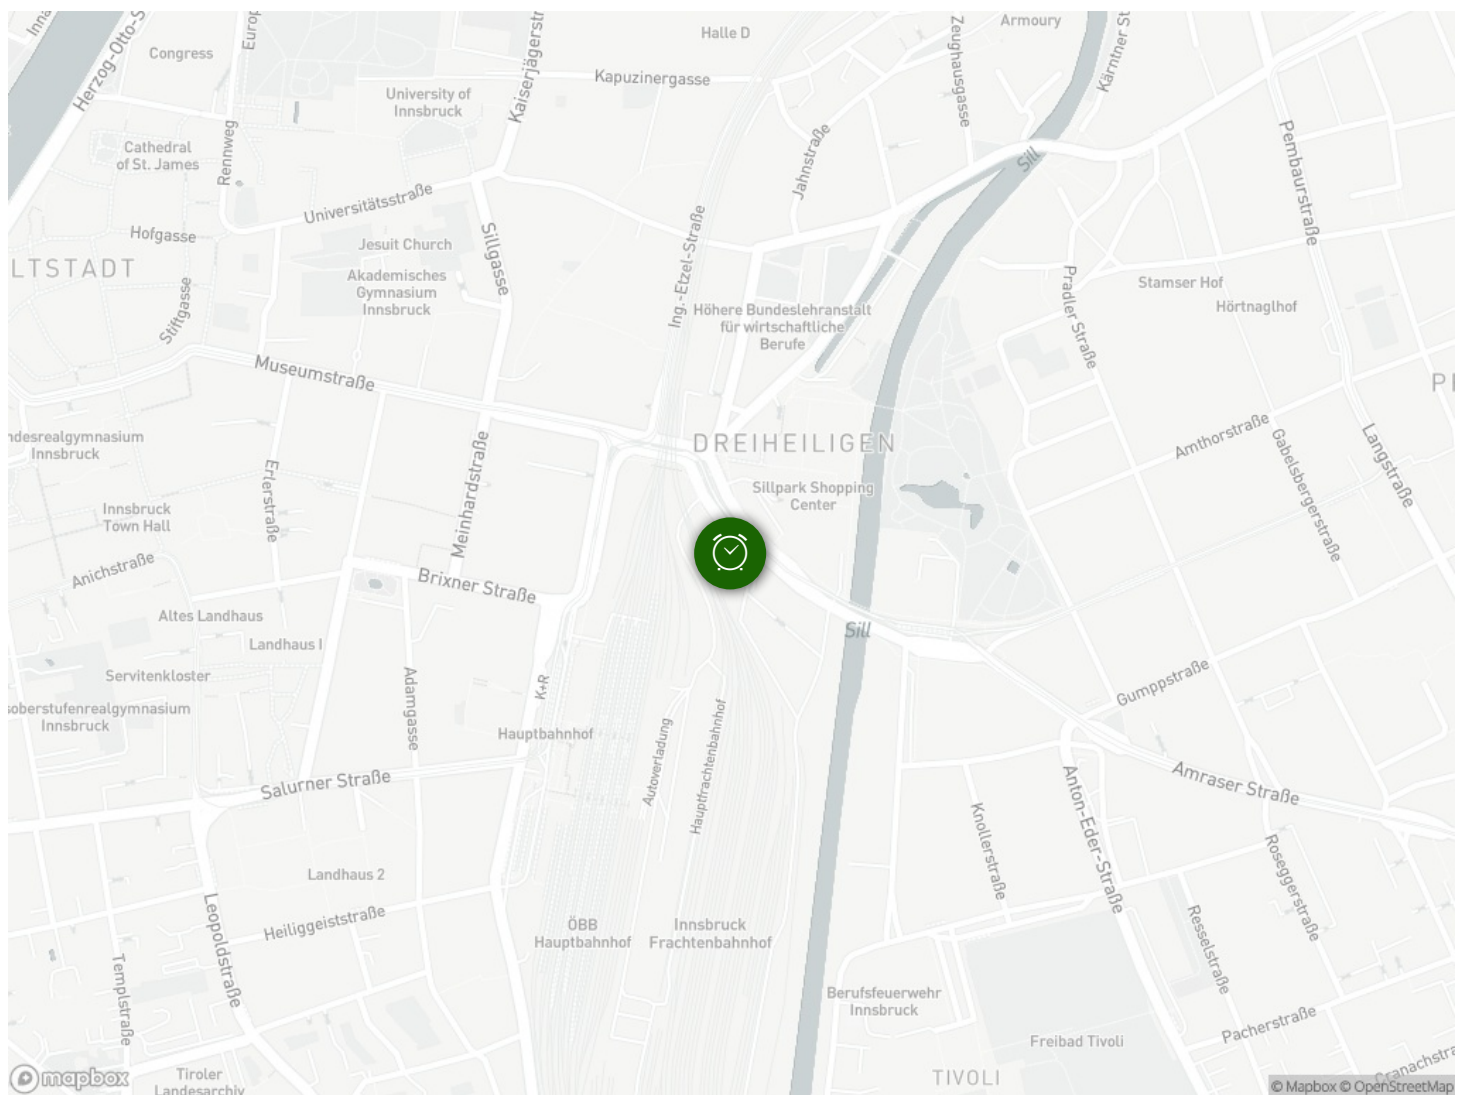 Halle D
Armoury
Congress
Herzog-Otto-S
Kaiserjägerstr
Kapuzinergasse
Zeughausgasse
Kärntner St
University of
Innsbruck
Cathedral
of St. James
Rennweg
Jahnstraße
Sill
Pembaurstraße
Universitätsstraße
Hofgasse
Jesuit Church
Sillgasse
Ing.-Etzel-Straße
LTSTADT
Akademisches
Gymnasium
Innsbruck
Stiftgasse
Höhere Bundeslehranstalt
für wirtschaftliche
Berufe
Pradler Straße
Stamser Hof
Hörtnaglhof
Museumstraße
ndesrealgymnasium
Innsbruck
Meinhardstraße
DREIHEILIGEN
Amthorstraße
Gabelsbergerstraße
Langstraße
Erlerstraße
Sillpark Shopping
Center
Innsbruck
Town Hall
Anichstraße
Brixner Straße
Altes Landhaus
Landhaus I
Sill
Servitenkloster
Adamgasse
K+R
Gumppstraße
soberstufenrealgymnasium
Innsbruck
Hauptbahnhof
Autoverladung
Hauptfrachtenbahnhof
Salurner Straße
Anton-Eder-Straße
Amraser Straße
Knollerstraße
Roseggerstraße
Landhaus 2
Leopoldstraße
Heiliggeiststraße
ÖBB
Hauptbahnhof
Innsbruck
Frachtenbahnhof
Resselstraße
Templstraße
Berufsfeuerwehr
Innsbruck
Freibad Tivoli
Pacherstraße
Cranachstra
TIVOLI
Tiroler
Landesarchiv
mapbox
© Mapbox © OpenStreetMap